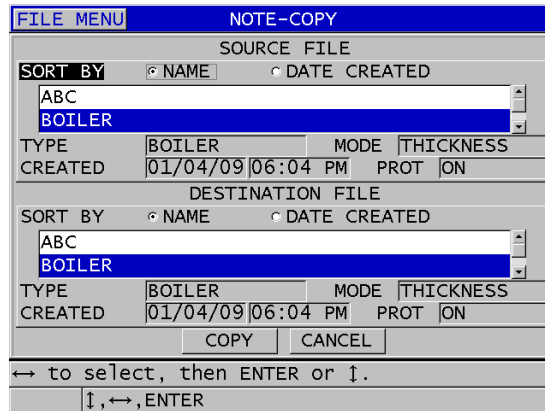 FILE MENU NOTE-COPY
SOURCE FILE
SORT BY NAME DATE CREATED
ABC
BOILER
TYPE BOILER MODE THICKNESS
CREATED 01/04/09 06:04 PM PROT ON
DESTINATION FILE
SORT BY NAME DATE CREATED
ABC
BOILER
TYPE BOILER MODE THICKNESS
CREATED 01/04/09 06:04 PM PROT ON
COPY CANCEL
↔ to select, then ENTER or ↕.
↕,↔,ENTER